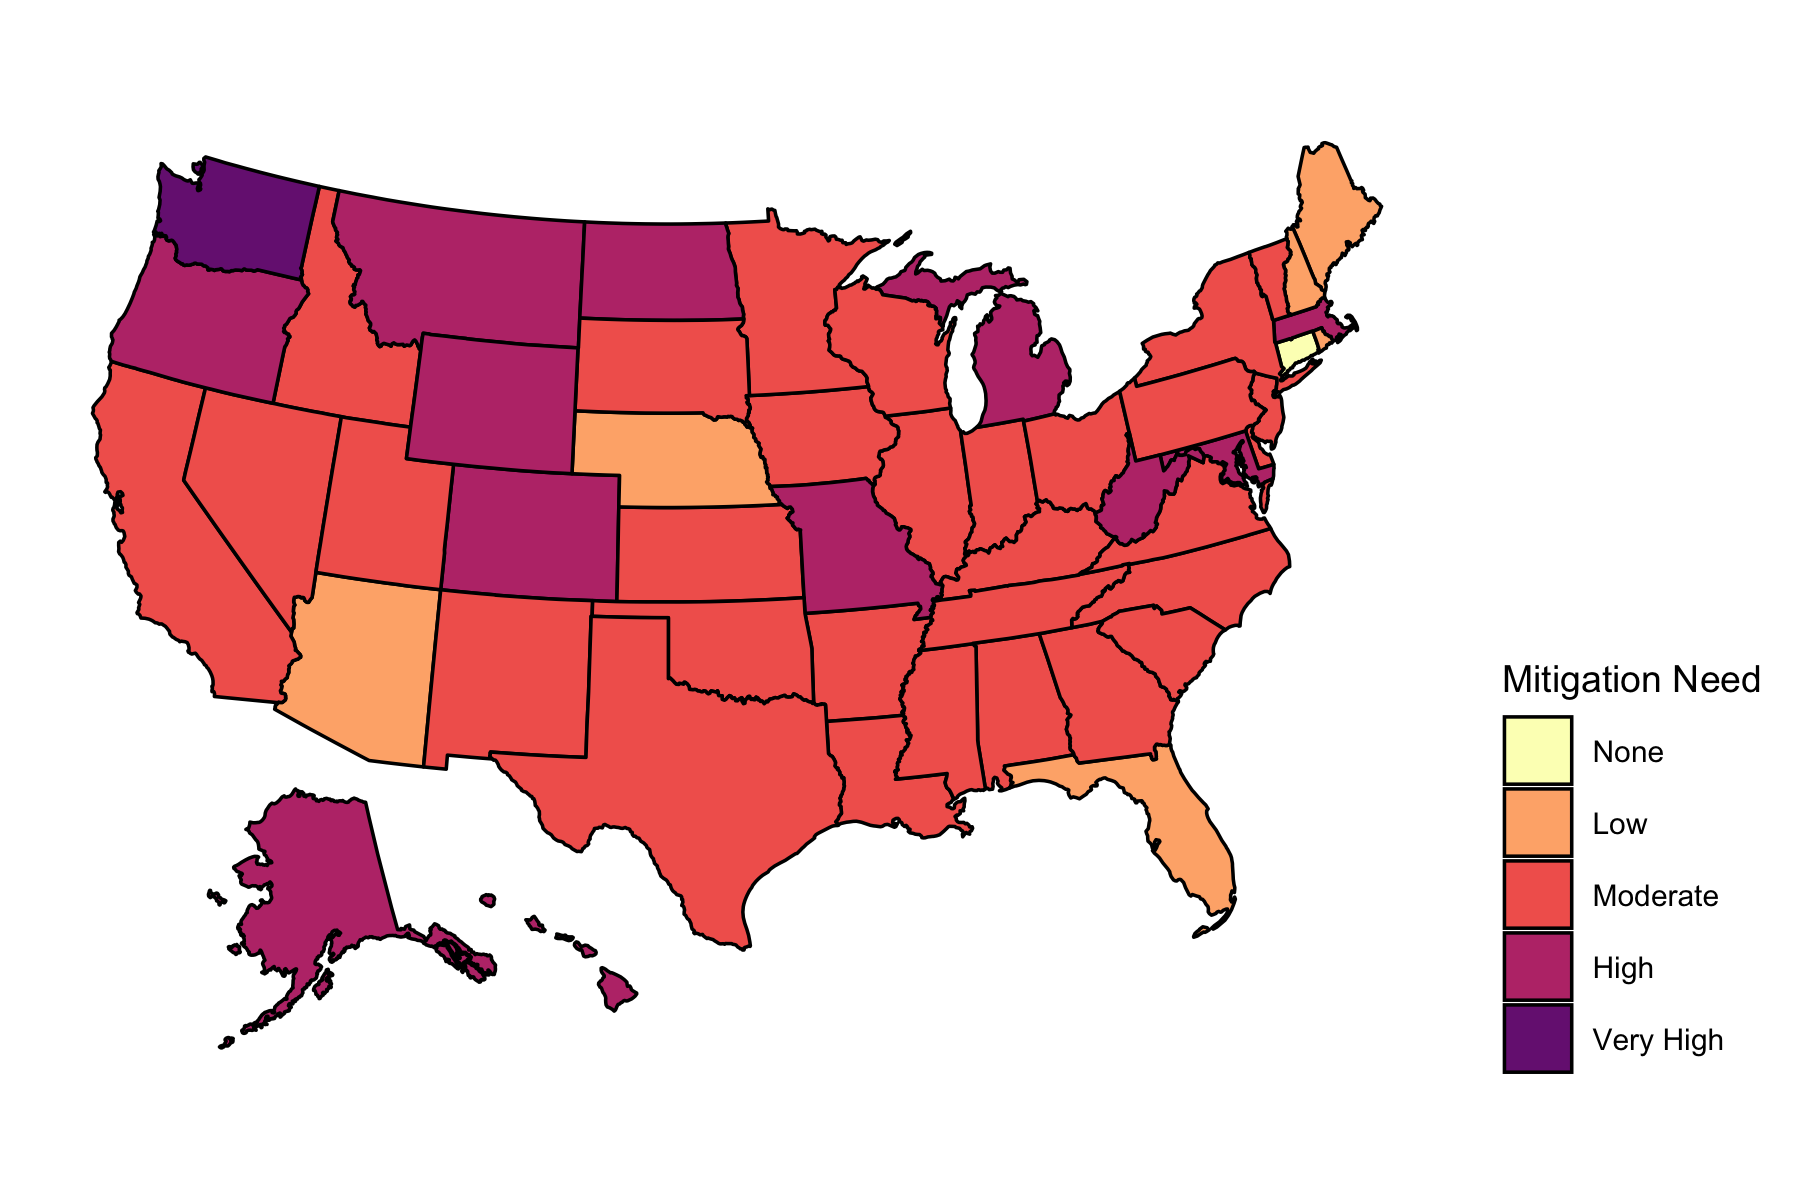 Mitigation Need
None
Low
Moderate
High
Very High